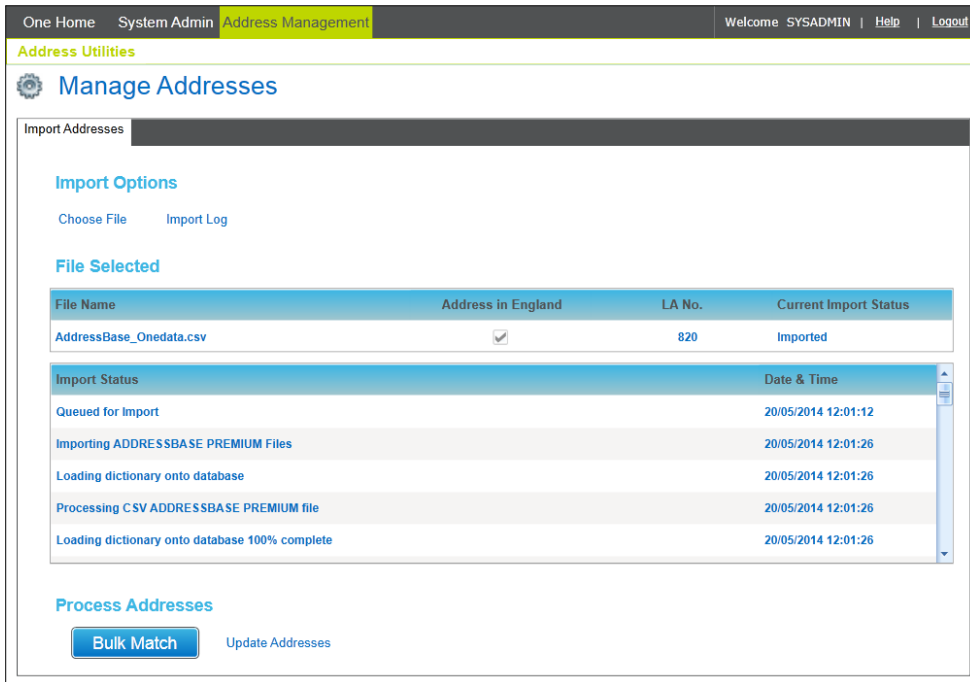 One Home System Admin Address Management Welcome SYSADMIN | Help | Logout
Address Utilities
Manage Addresses
Import Addresses
Import Options
Choose File Import Log
File Selected
File Name Address in England LA No. Current Import Status
AddressBase_Onedata.csv 820 Imported
Import Status Date & Time
Queued for Import 20/05/2014 12:01:12
Importing ADDRESSBASE PREMIUM Files 20/05/2014 12:01:26
Loading dictionary onto database 20/05/2014 12:01:26
Processing CSV ADDRESSBASE PREMIUM file 20/05/2014 12:01:26
Loading dictionary onto database 100% complete 20/05/2014 12:01:26
Process Addresses
Bulk Match Update Addresses